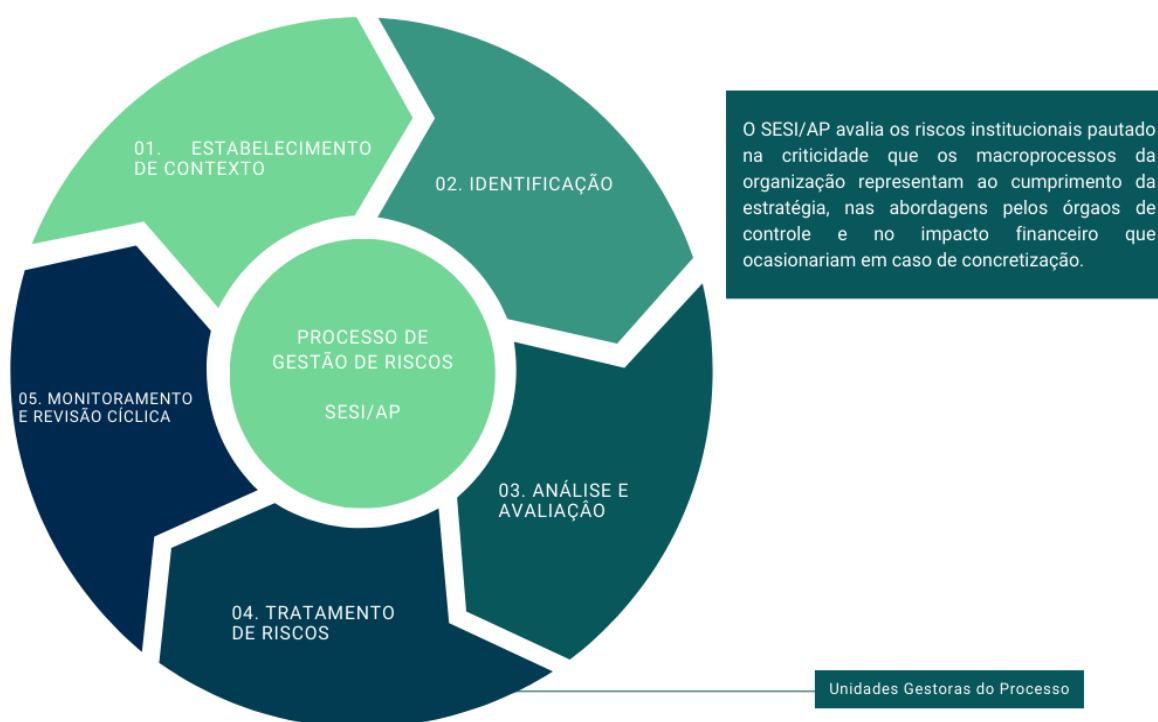 01. ESTABELECIMENTO
DE CONTEXTO
02. IDENTIFICAÇÃO
O SESI/AP avalia os riscos institucionais pautado
na criticidade que os macroprocessos da
organização representam ao cumprimento da
estratégia, nas abordagens pelos órgaos de
controle e no impacto financeiro que
ocasionariam em caso de concretização.
PROCESSO DE
GESTÃO DE RISCOS
SESI/AP
05. MONITORAMENTO
E REVISÃO CÍCLICA
03. ANÁLISE E
AVALIAÇÂO
04. TRATAMENTO
DE RISCOS
Unidades Gestoras do Processo